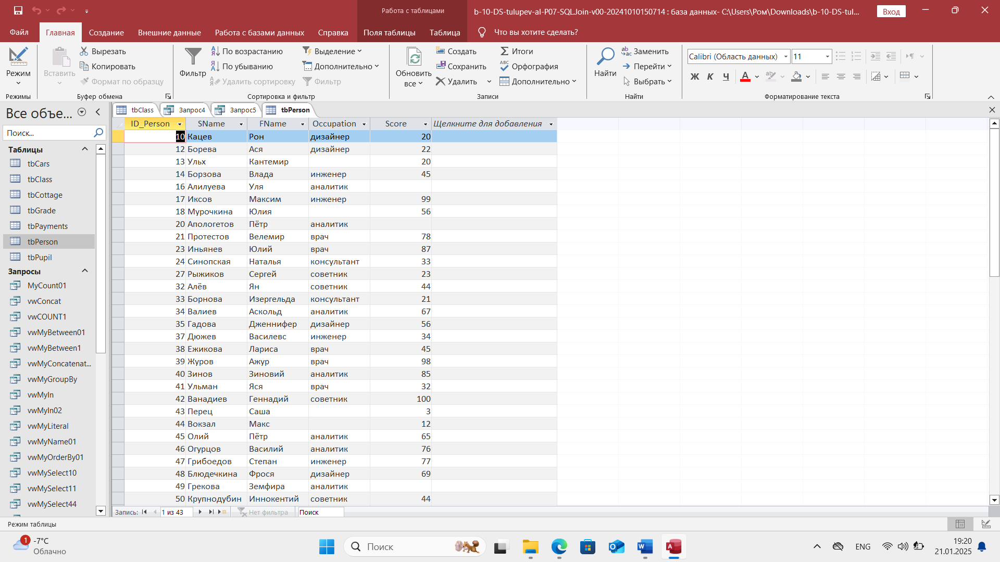 Работа с таблицами
b-10-DS-tulupev-al-P07-SQLJoin-v00-20241010150714 : база данных- C:\Users\Ром\Downloads\b-10-DS-tul...
Вход
Файл Главная Создание Внешние данные Работа с базами данных Справка Поля таблицы Таблица Что вы хотите сделать?
Режим
Режимы
Вставить
Вырезать
Копировать
Формат по образцу
Буфер обмена
Фильтр
По возрастанию
По убыванию
Удалить сортировку
Выделение
Дополнительно
Фильтр
Сортировка и фильтр
Обновить
все
Создать
Сохранить
Удалить
Итоги
Орфография
Дополнительно
Записи
Найти
Заменить
Перейти
Выбрать
Найти
Calibri (Область данных) 11
Ж К Ч
Форматирование текста
Все объе...
Поиск...
Таблицы
tbCars
tbClass
tbCottage
tbGrade
tbPayments
tbPerson
tbPupil
Запросы
MyCount01
vwConcat
vwCOUNT1
vwMyBetween01
vwMyBetween1
vwMyConcatenat...
vwMyGroupBy
vwMyIn
vwMyIn02
vwMyLiteral
vwMyName01
vwMyOrderBy01
vwMySelect10
vwMySelect11
vwMySelect44
tbClass Запрос4 Запрос5 tbPerson
ID_Person SName FName Occupation Score Щелкните для добавления
10 Кацев Рон дизайнер 20
12 Борева Ася дизайнер 22
13 Ульх Кантемир 20
14 Борзова Влада инженер 45
16 Алилуева Уля аналитик
17 Иксов Максим инженер 99
18 Мурочкина Юлия 56
20 Апологетов Пётр аналитик
21 Протестов Велемир врач 78
23 Иньянев Юлий врач 87
24 Синопская Наталья консультант 33
27 Рыжиков Сергей советник 23
32 Алёв Ян советник 44
33 Борнова Изергельда консультант 21
34 Валиев Аскольд аналитик 67
35 Гадова Дженнифер дизайнер 56
37 Дюжев Василевс инженер 34
38 Ежикова Лариса врач 45
39 Журов Ажур врач 98
40 Зинов Зиновий аналитик 85
41 Ульман Яся врач 32
42 Ванадиев Геннадий советник 100
43 Перец Саша 3
44 Вокзал Макс 12
45 Олий Пётр аналитик 65
46 Огурцов Василий аналитик 76
47 Грибоедов Степан инженер 77
48 Блюдечкина Фрося дизайнер 69
49 Грекова Земфира аналитик
50 Крупнодубин Иннокентий советник 44
Запись: 1 из 43 Нет фильтра Поиск
Режим таблицы
1
-7°C
Облачно
Поиск
ENG
19:20
21.01.2025